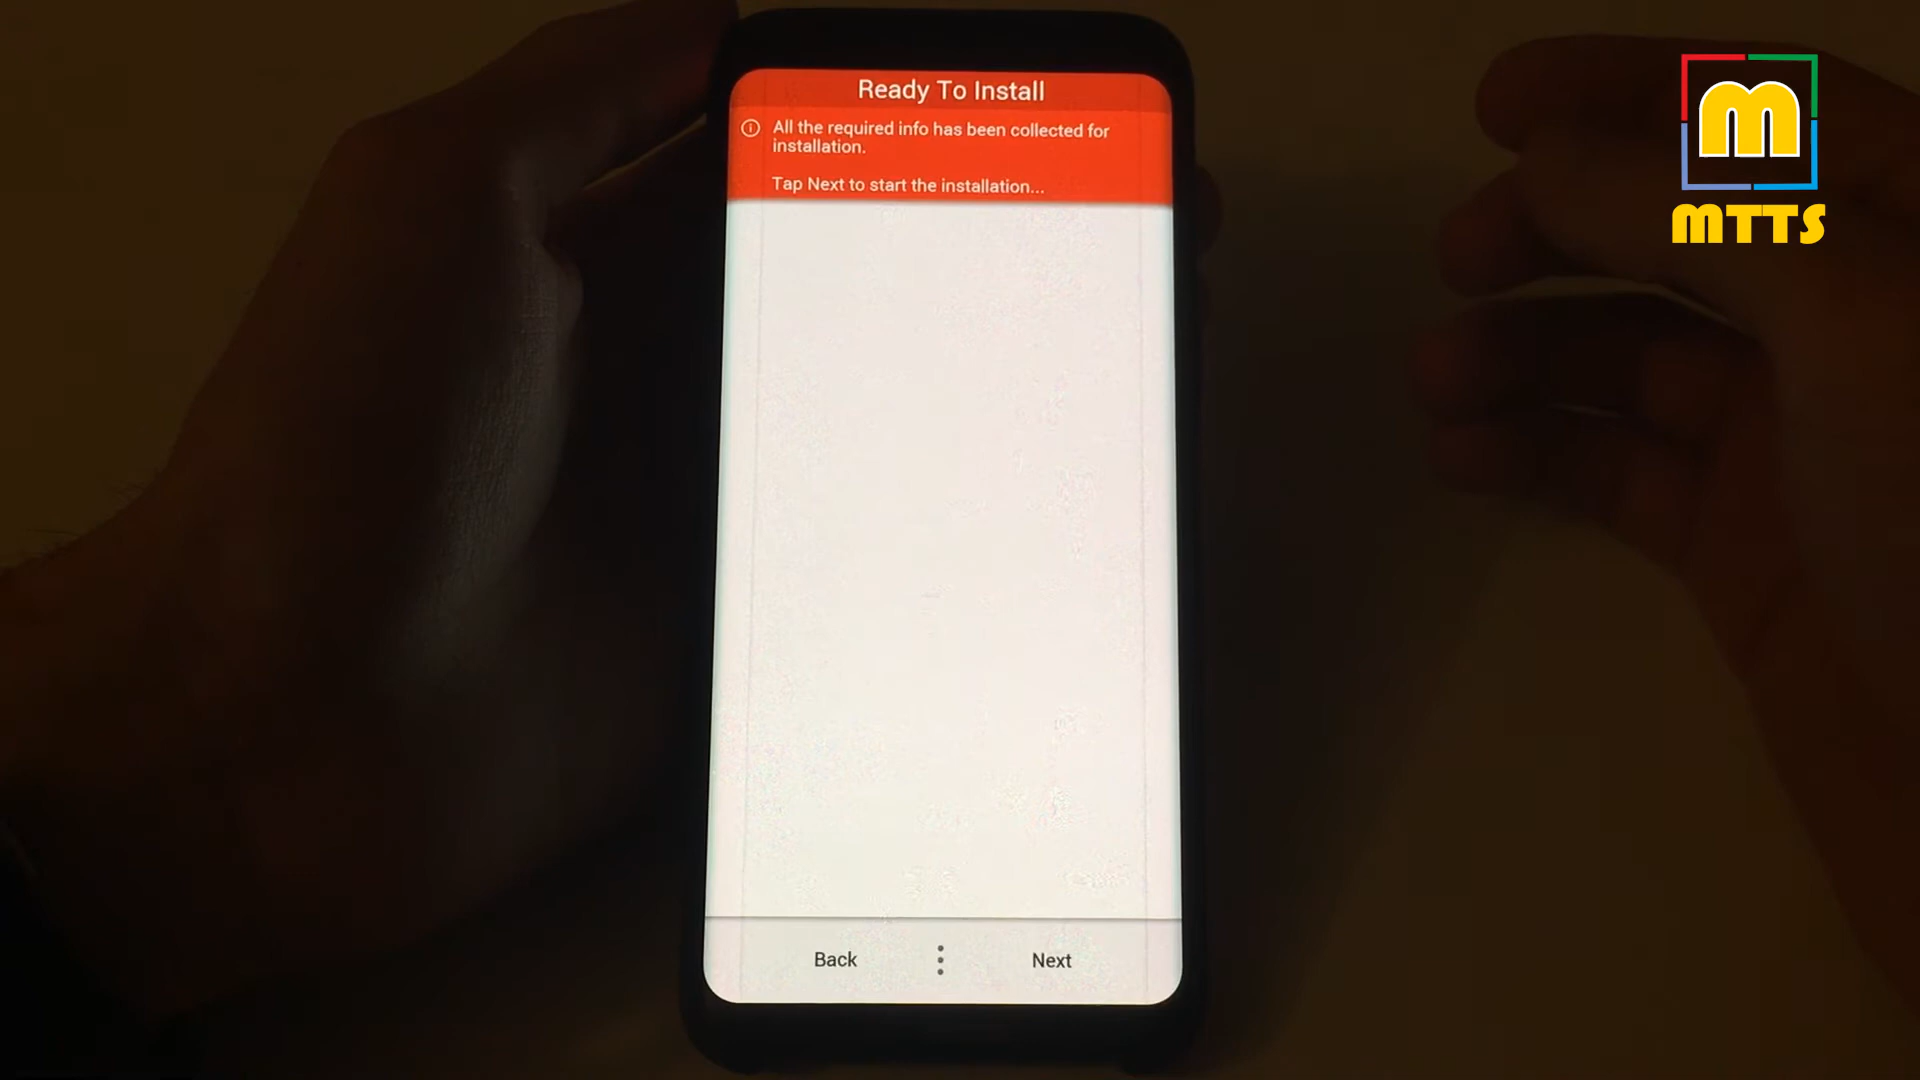 Ready To Install
All the required info has been collected for
installation.
Tap Next to start the installation...
Back
Next
M
MTTS